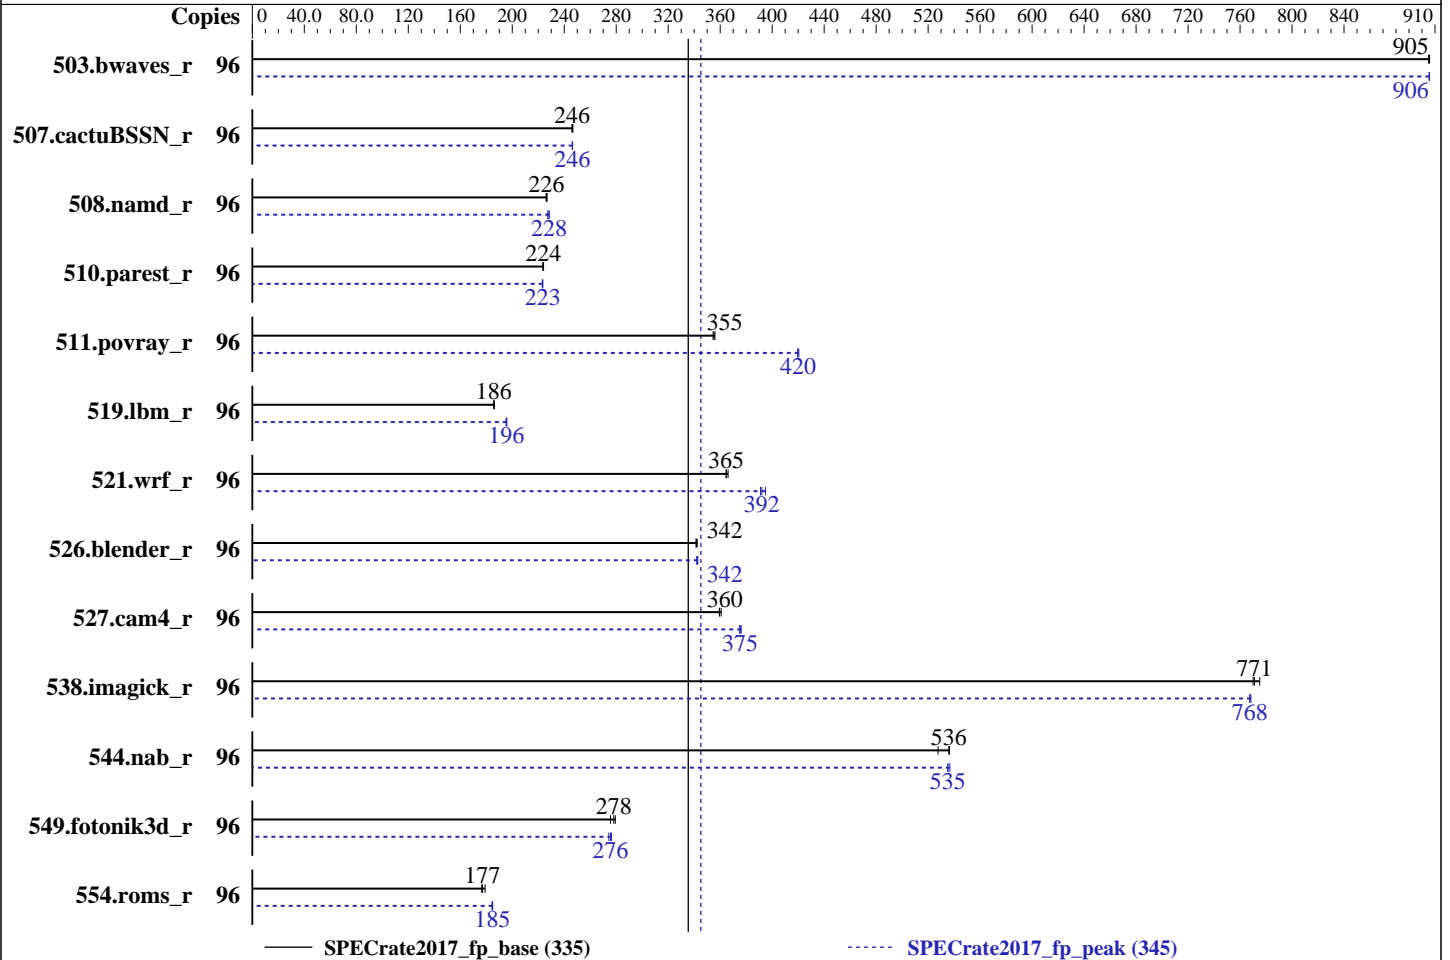 Copies 0 40.0 80.0 120 160 200 240 280 320 360 400 440 480 520 560 600 640 680 720 760 800 840 910
905
503.bwaves_r 96
906
246
507.cactuBSSN_r 96
246
226
508.namd_r 96
228
224
510.parest_r 96
223
355
511.povray_r 96
420
186
519.lbm_r 96
196
365
521.wrf_r 96
392
342
526.blender_r 96
342
360
527.cam4_r 96
375
771
538.imagick_r 96
768
536
544.nab_r 96
535
278
549.fotonik3d_r 96
276
177
554.roms_r 96
185
SPECrate2017_fp_base (335) SPECrate2017_fp_peak (345)